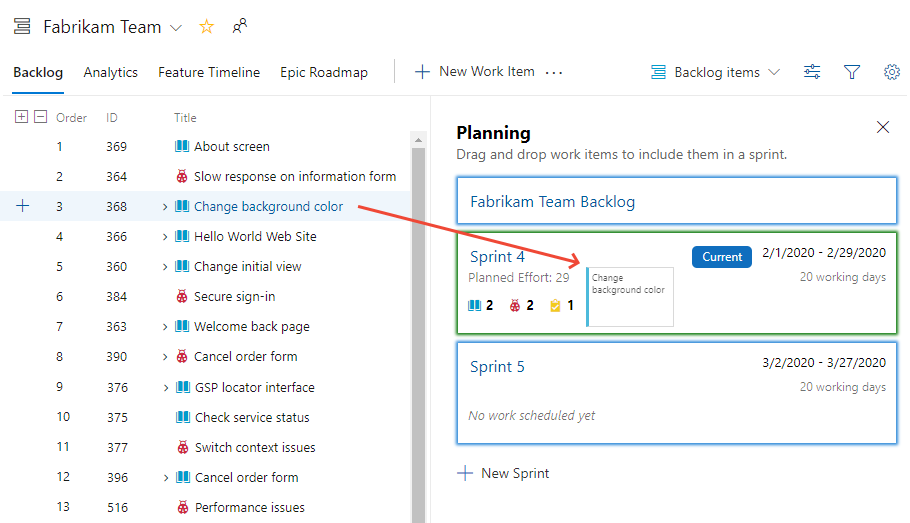 Fabrikam Team
Backlog Analytics Feature Timeline Epic Roadmap New Work Item ... Backlog items
Order ID Title
1 369 About screen
2 364 Slow response on information form
3 368 Change background color
4 366 Hello World Web Site
5 360 Change initial view
6 384 Secure sign-in
7 363 Welcome back page
8 390 Cancel order form
9 376 GSP locator interface
10 375 Check service status
11 377 Switch context issues
12 396 Cancel order form
13 516 Performance issues
Planning
Drag and drop work items to include them in a sprint.
Fabrikam Team Backlog
Sprint 4 Current 2/1/2020 - 2/29/2020
Planned Effort: 29 20 working days
2 2 1
Change
background color
Sprint 5 3/2/2020 - 3/27/2020
20 working days
No work scheduled yet
New Sprint